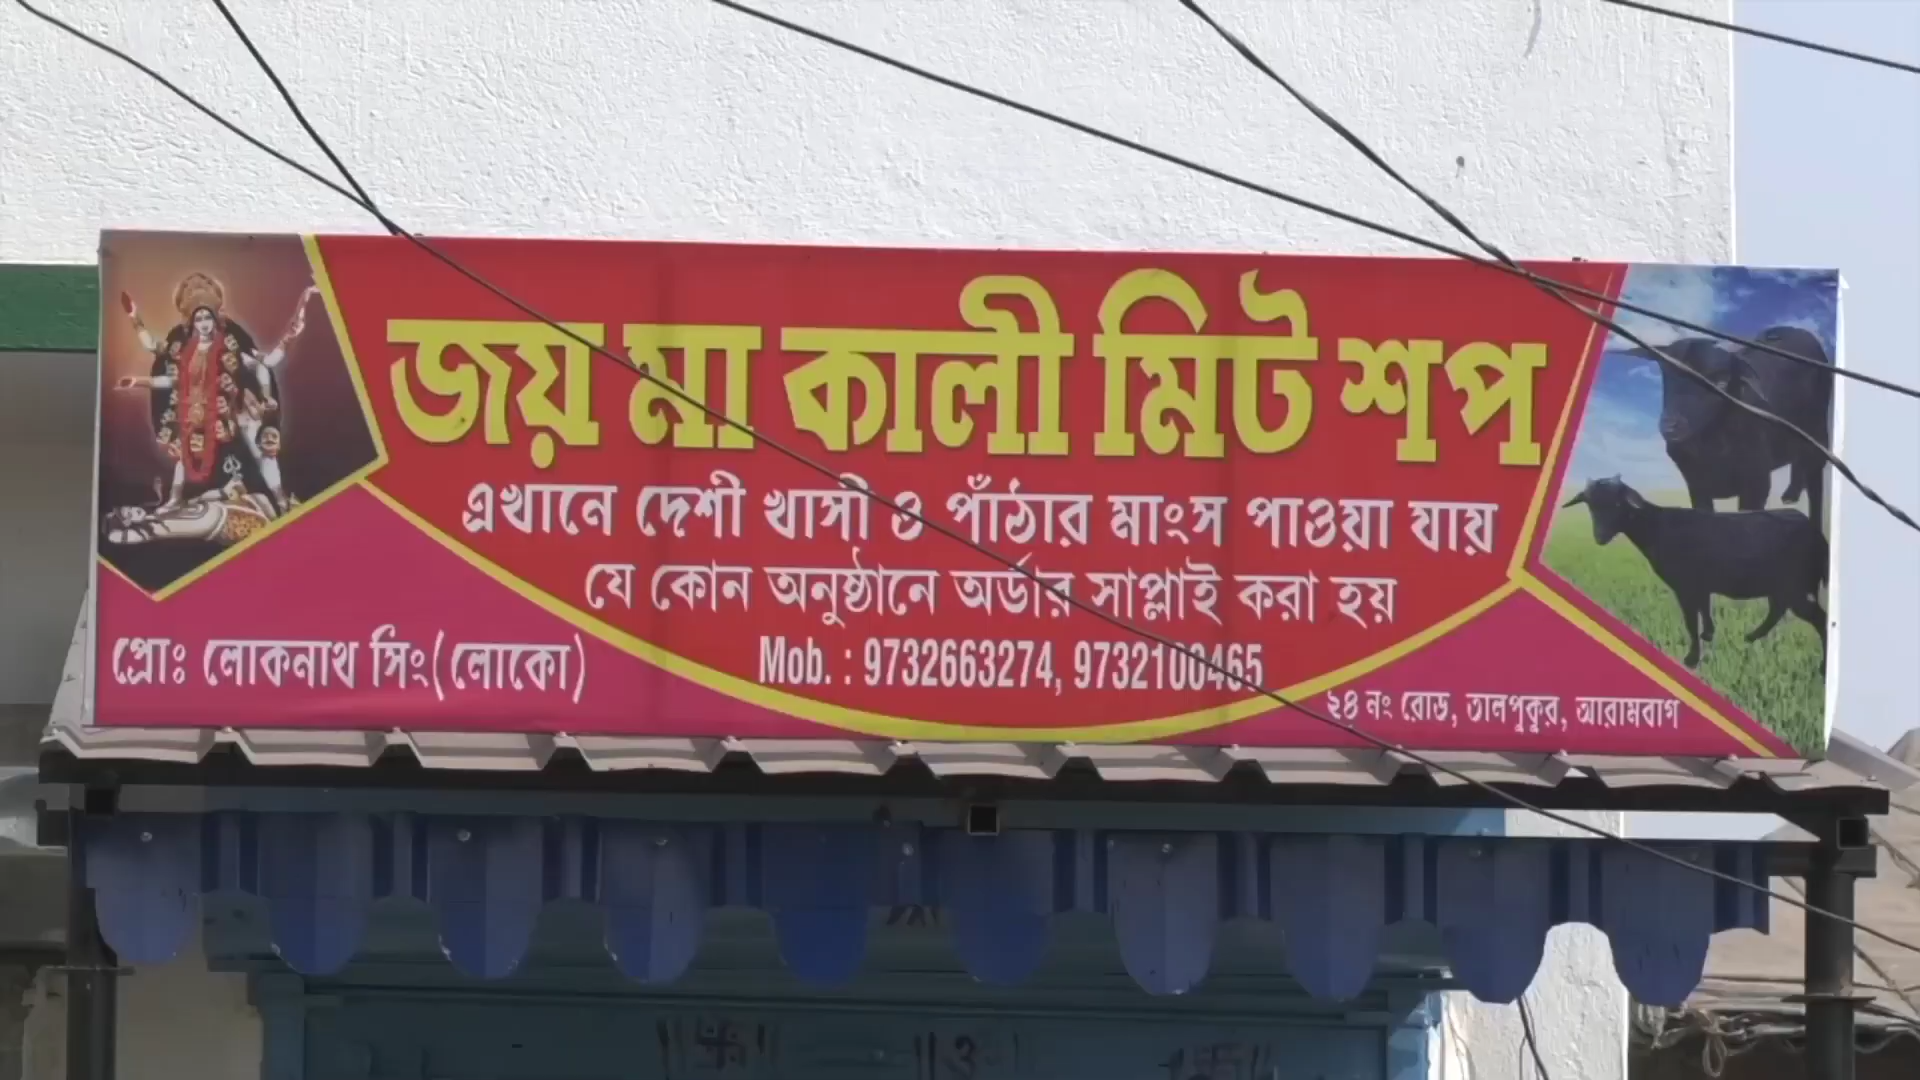 জয় মা কালী মিট শপ
এখানে দেশী খাসী ও পাঁঠার মাংস পাওয়া যায়
যে কোন অনুষ্ঠানে অর্ডার সাপ্লাই করা হয়
Mob. : 9732663274, 9732100465
প্রোঃ লোকনাথ সিং(লোকো)
২৪ নং রোড, তালপুকুর, আরামবাগ